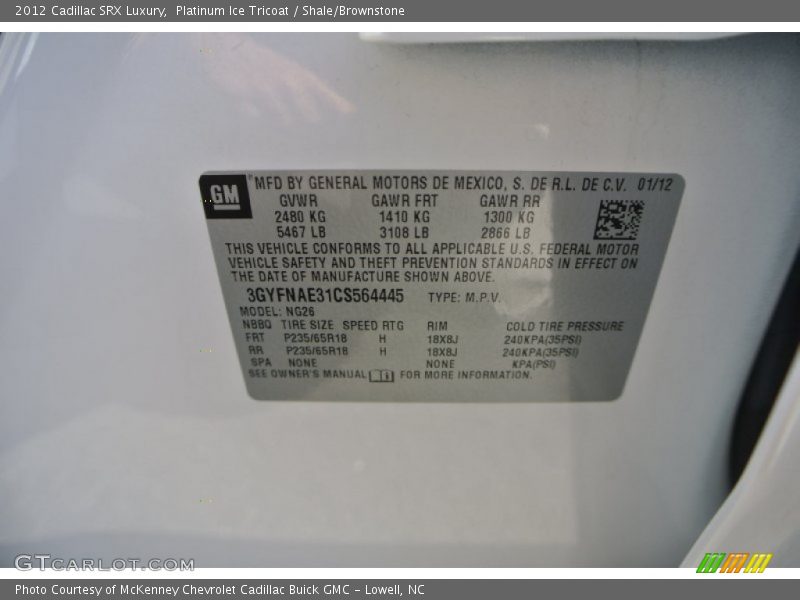 2012 Cadillac SRX Luxury,  Platinum Ice Tricoat / Shale/Brownstone
GM
® MFD BY GENERAL MOTORS DE MEXICO, S. DE R.L. DE C.V. 01/12
GVWR GAWR FRT GAWR RR
2480 KG 1410 KG 1300 KG
5467 LB 3108 LB 2866 LB
THIS VEHICLE CONFORMS TO ALL APPLICABLE U.S. FEDERAL MOTOR
VEHICLE SAFETY AND THEFT PREVENTION STANDARDS IN EFFECT ON
THE DATE OF MANUFACTURE SHOWN ABOVE.
3GYFNAE31CS564445 TYPE: M.P.V.
MODEL: NG26
NBBQ TIRE SIZE SPEED RTG RIM COLD TIRE PRESSURE
FRT P235/65R18 H 18X8J 240KPA(35PSI)
RR P235/65R18 H 18X8J 240KPA(35PSI)
SPA NONE NONE KPA(PSI)
SEE OWNER'S MANUAL FOR MORE INFORMATION.
GTCARLOT.COM
Photo Courtesy of McKenney Chevrolet Cadillac Buick GMC - Lowell, NC